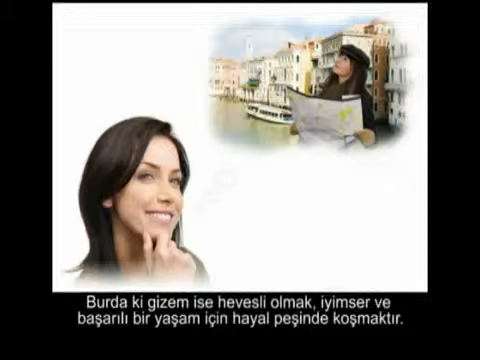 Burda ki gizem ise hevesli olmak, iyimser ve
başarılı bir yaşam için hayal peşinde koşmaktır.